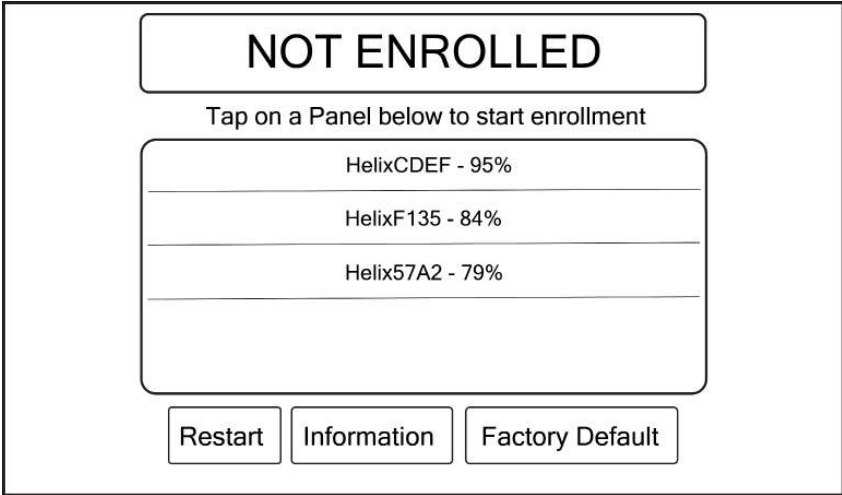 NOT ENROLLED
Tap on a Panel below to start enrollment
HelixCDEF - 95%
HelixF135 - 84%
Helix57A2 - 79%
Restart
Information
Factory Default